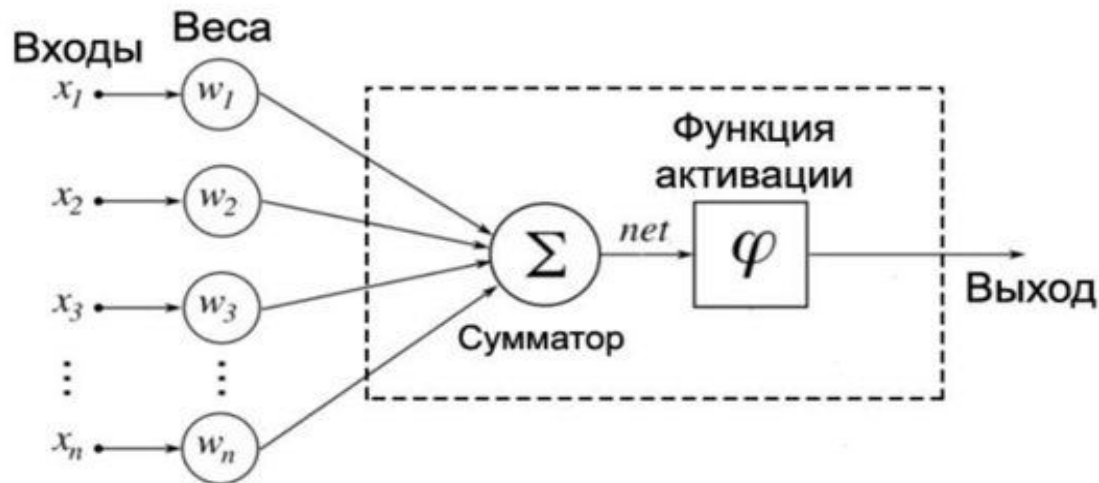 Входы
Веса
x1
w1
x2
w2
x3
w3
⋮
⋮
xn
wn
Σ
Сумматор
net
Функция
активации
φ
Выход